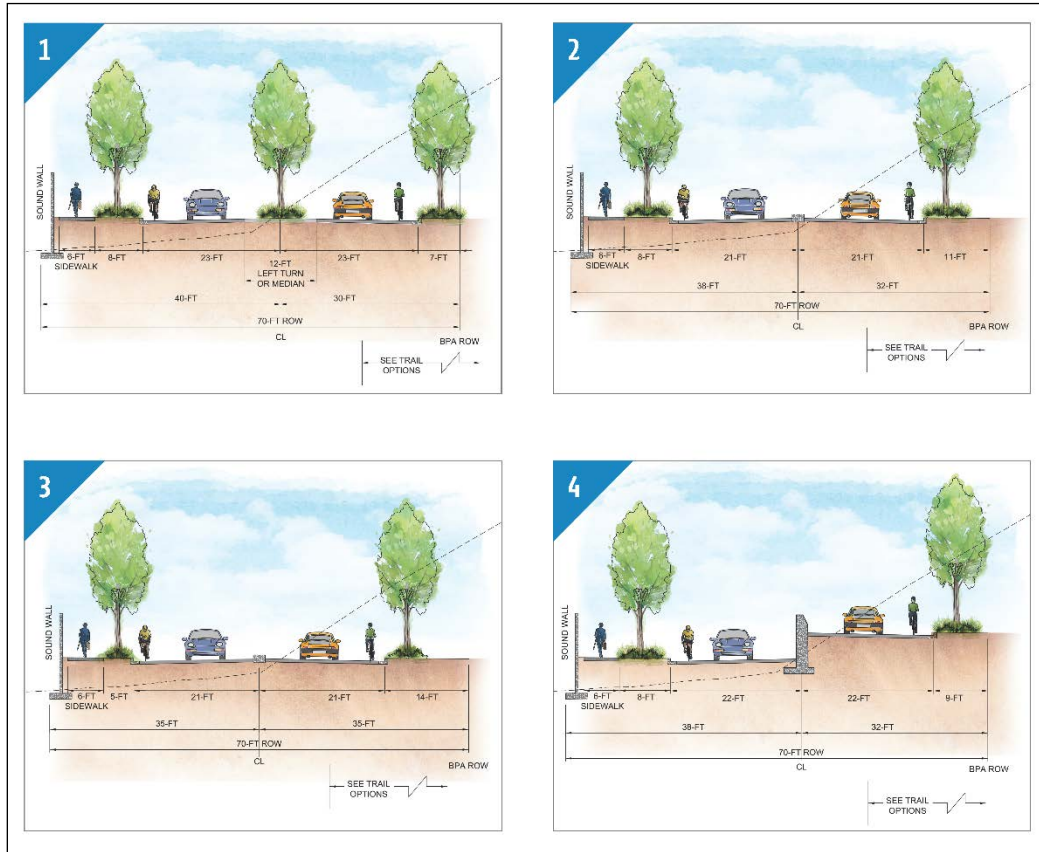 1
SOUND WALL
6-FT 8-FT 23-FT 12-FT 23-FT 7-FT
SIDEWALK
LEFT TURN
OR MEDIAN
40-FT 30-FT
70-FT ROW
CL
BPA ROW
SEE TRAIL
OPTIONS
2
SOUND WALL
8-FT 8-FT 21-FT 21-FT 11-FT
SIDEWALK
38-FT 32-FT
70-FT ROW
CL
BPA ROW
SEE TRAIL
OPTIONS
3
SOUND WALL
6-FT 5-FT 21-FT 21-FT 14-FT
SIDEWALK
35-FT 35-FT
70-FT ROW
CL
BPA ROW
SEE TRAIL
OPTIONS
4
SOUND WALL
6-FT 8-FT 22-FT 22-FT 9-FT
SIDEWALK
38-FT 32-FT
70-FT ROW
CL
BPA ROW
SEE TRAIL
OPTIONS